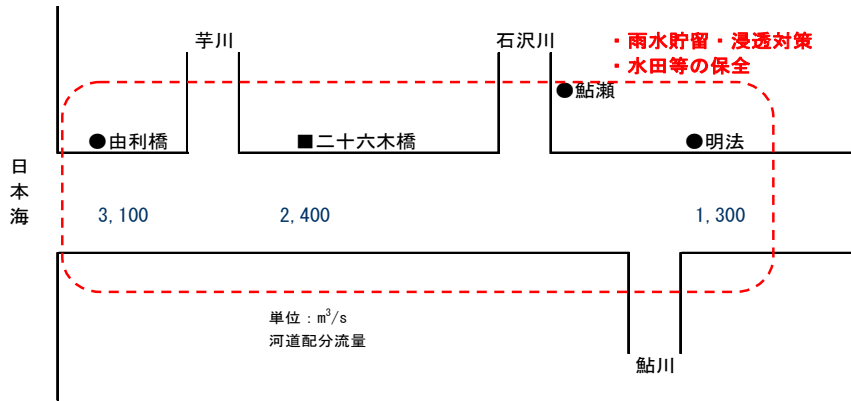 芋川
石沢川
・雨水貯留・浸透対策
・水田等の保全
●鮎瀬
●由利橋
■二十六木橋
●明法
日本海
3,100
2,400
1,300
単位：m³/s
河道配分流量
鮎川